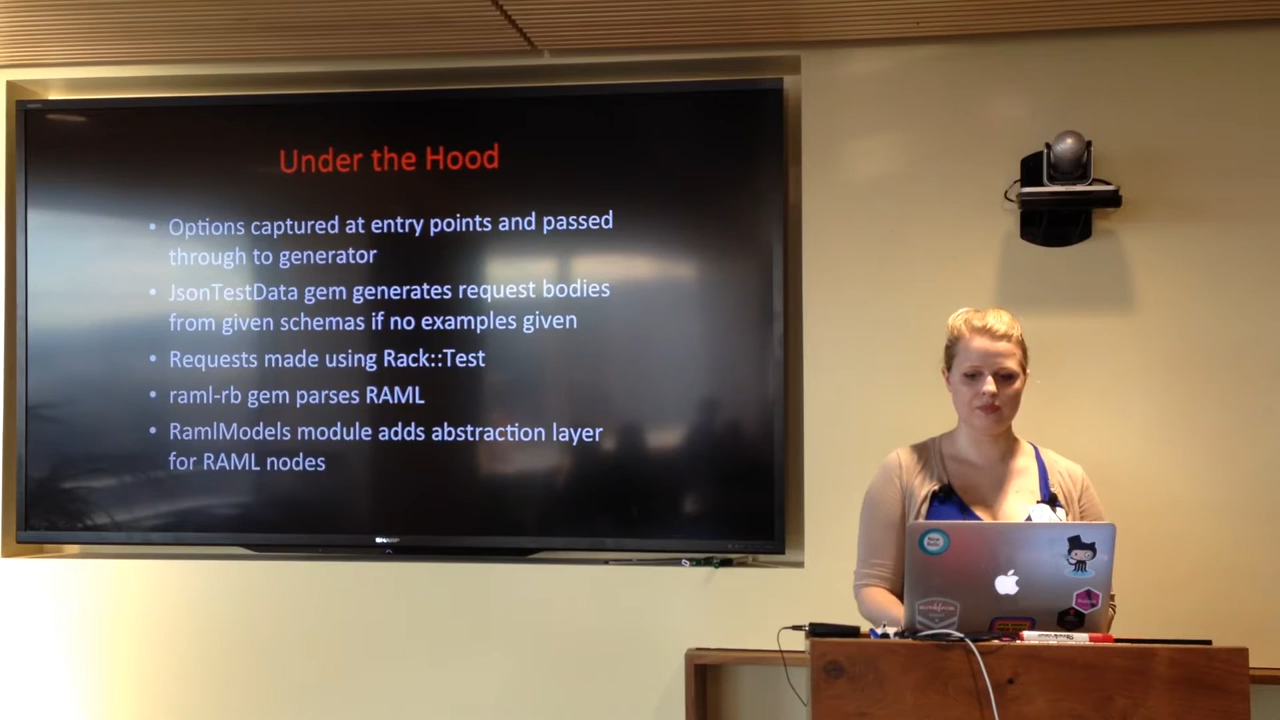 Under the Hood
• Options captured at entry points and passed
through to generator
• JsonTestData gem generates request bodies
from given schemas if no examples given
• Requests made using Rack::Test
• raml-rb gem parses RAML
• RamlModels module adds abstraction layer
for RAML nodes
SHARP